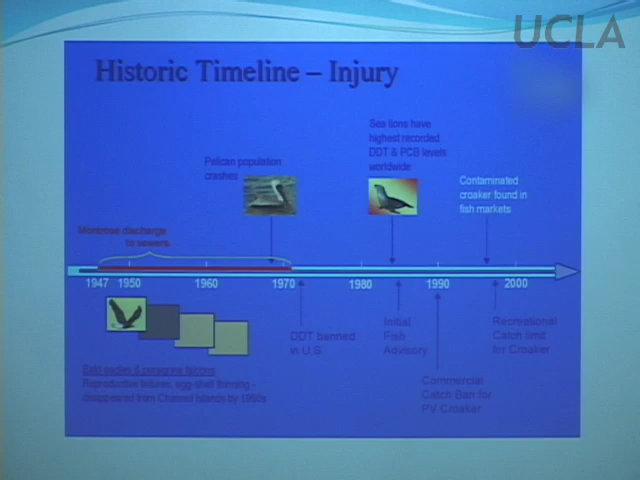 UCLA
Historic Timeline – Injury
Sea lions have
highest recorded
DDT & PCB levels
worldwide
Pelican population
crashes
Contaminated
croaker found in
fish markets
Montrose discharge
to sewers
1947 1950 1960 1970 1980 1990 2000
DDT banned
in U.S.
Initial
Fish
Advisory
Recreational
Catch limit
for Croaker
Bald eagles & peregrine falcons
Reproductive failures, egg-shell thinning -
disappeared from Channel Islands by 1960s
Commercial
Catch Ban for
PV Croaker